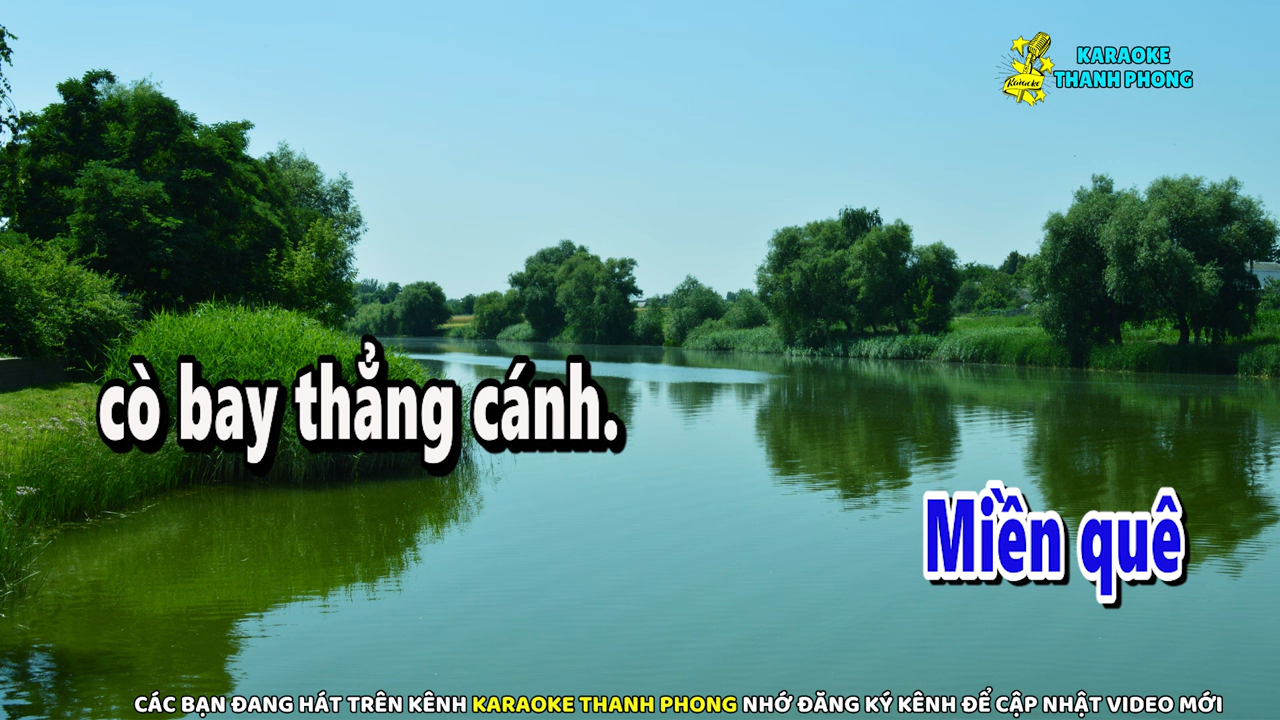 KARAOKE
THANH PHONG
Karaoke
cò bay thẳng cánh.
Miền quê
CÁC BẠN ĐANG HÁT TRÊN KÊNH KARAOKE THANH PHONG NHỚ ĐĂNG KÝ KÊNH ĐỂ CẬP NHẬT VIDEO MỚI